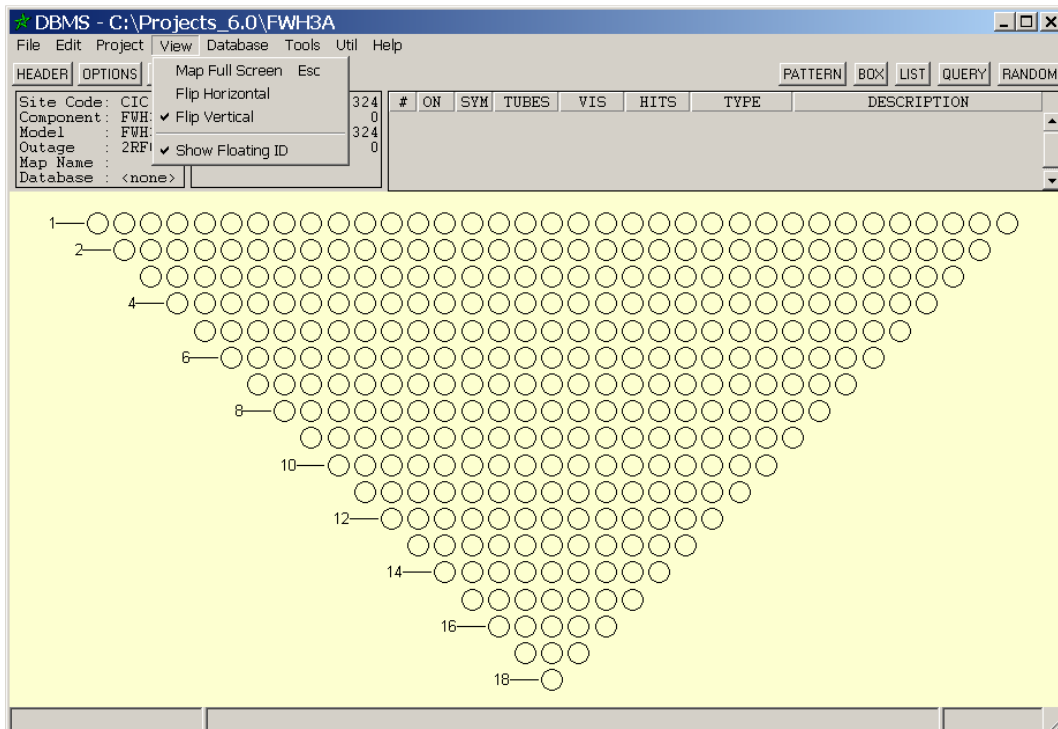 DBMS - C:\Projects_6.0\FWH3A
File Edit Project View Database Tools Util Help
HEADER OPTIONS PATTERN BOX LIST QUERY RANDOM
Map Full Screen Esc
Flip Horizontal
Flip Vertical
Show Floating ID
Site Code: CIC 324
Component: FWH 0
Model : FWH 324
Outage : 2RF 0
Map Name :
Database : <none>
# ON SYM TUBES VIS HITS TYPE DESCRIPTION
1
2
4
6
8
10
12
14
16
18